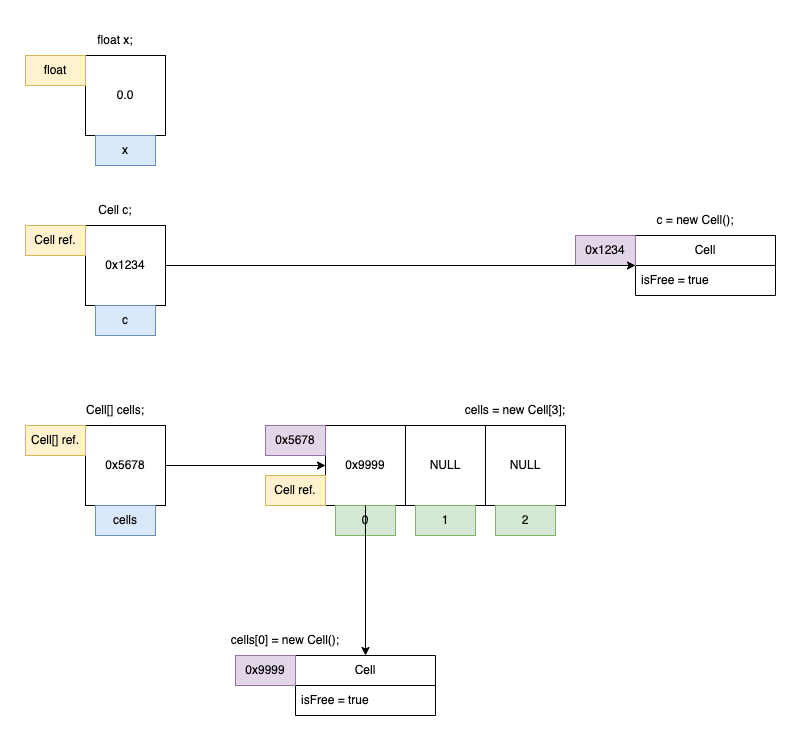 float x;
float
0.0
x
Cell c;
Cell ref.
0x1234
c
c = new Cell();
0x1234
Cell
isFree = true
Cell[] cells;
Cell[] ref.
0x5678
cells
cells = new Cell[3];
0x5678
Cell ref.
0x9999
NULL
NULL
0
1
2
cells[0] = new Cell();
0x9999
Cell
isFree = true